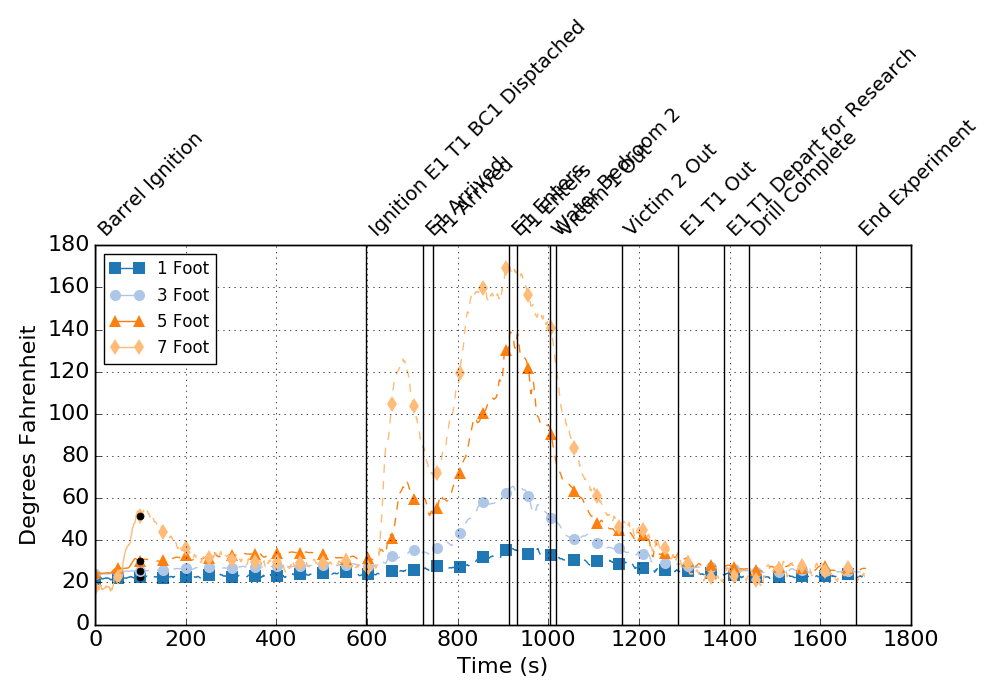 Barrel Ignition
Ignition E1 T1 BC1 Disptached
E1 Arrived
T1 Arrived
E1 Enters
T1 Enters
Water Bedroom 2
Victim 1 Out
Victim 2 Out
E1 T1 Out
E1 T1 Depart for Research
Drill Complete
End Experiment
180
160
140
120
100
80
60
40
20
0
Degrees Fahrenheit
1 Foot
3 Foot
5 Foot
7 Foot
0 200 400 600 800 1000 1200 1400 1600 1800
Time (s)